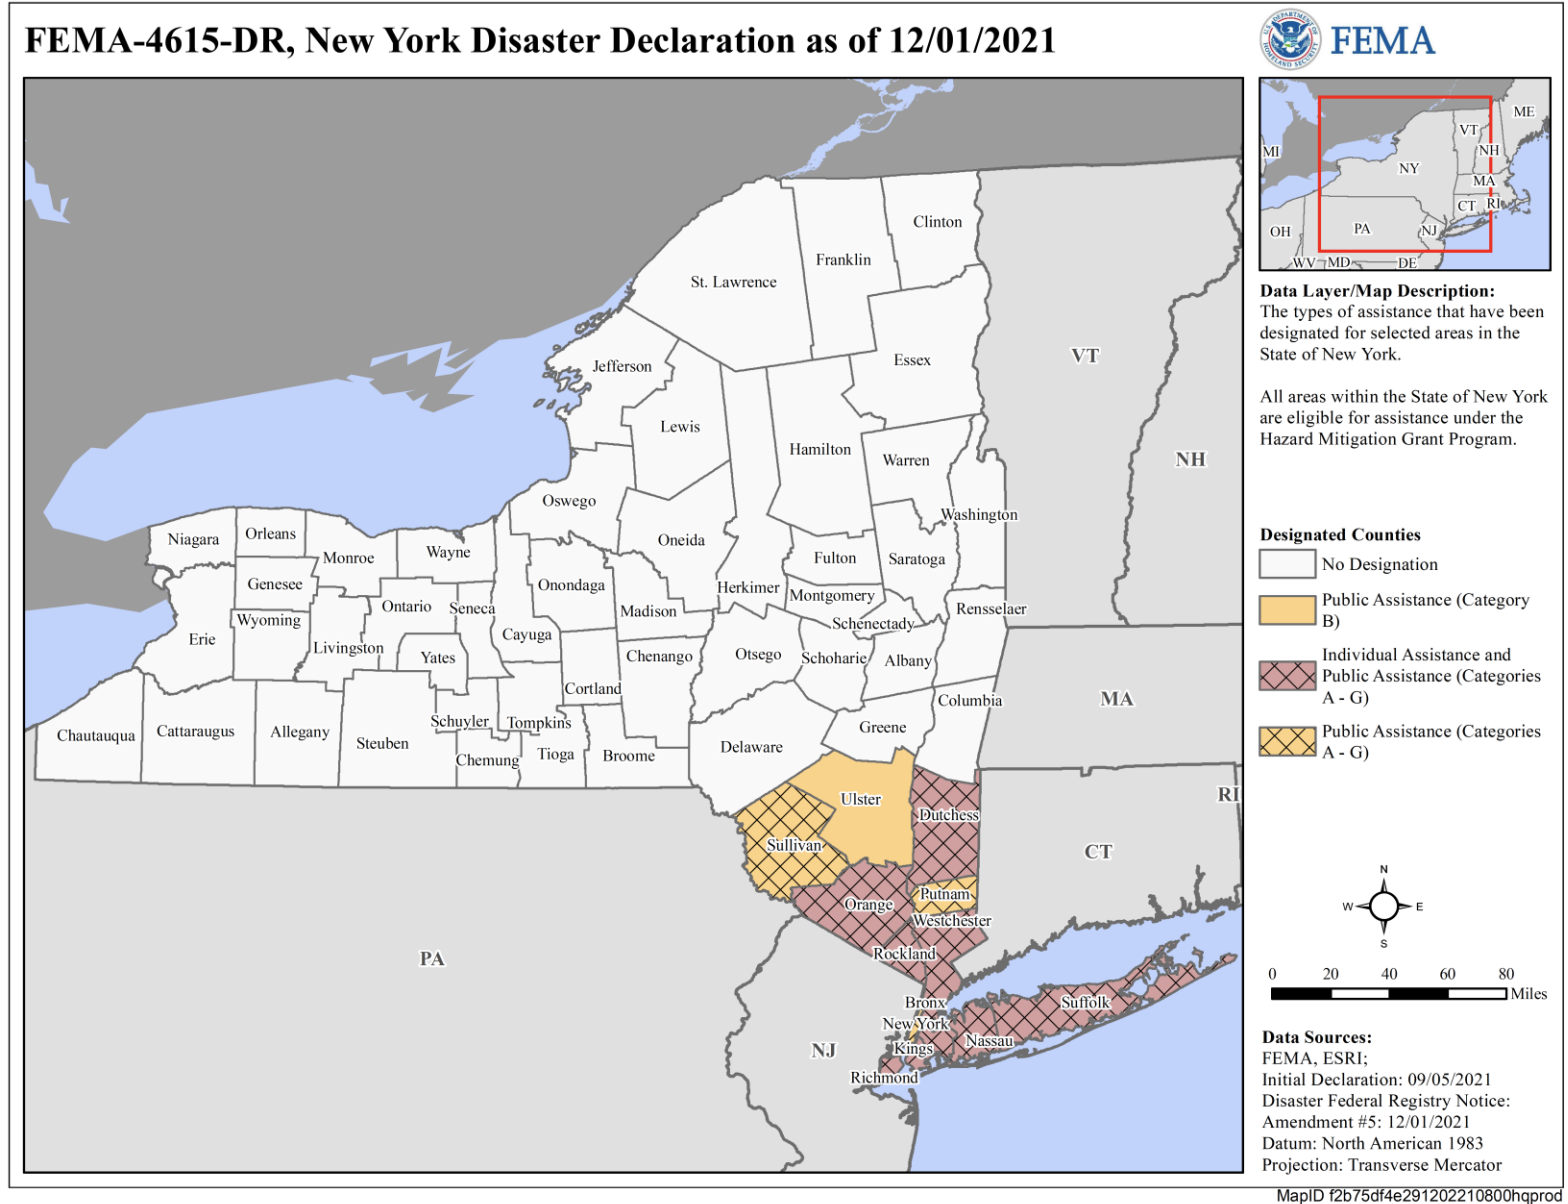 FEMA-4615-DR, New York Disaster Declaration as of 12/01/2021
U.S. DEPARTMENT OF
HOMELAND SECURITY
FEMA
Clinton
Franklin
St. Lawrence
Essex
Jefferson
VT
Lewis
Hamilton
Warren
NH
Oswego
Washington
Niagara
Orleans
Monroe
Wayne
Oneida
Fulton
Saratoga
Genesee
Onondaga
Herkimer
Montgomery
Ontario
Seneca
Madison
Rensselaer
Wyoming
Schenectady
Erie
Cayuga
Livingston
Yates
Chenango
Otsego
Schoharie
Albany
Cortland
MA
Columbia
Schuyler
Tompkins
Chautauqua
Cattaraugus
Allegany
Steuben
Greene
Delaware
Chemung
Tioga
Broome
RI
Ulster
Dutchess
Sullivan
CT
Putnam
Orange
Westchester
Rockland
PA
Bronx
Suffolk
New York
Nassau
Kings
NJ
Richmond
ME
VT
MI
NH
NY
MA
CT
RI
OH
PA
NJ
WV
MD
DE
Data Layer/Map Description:
The types of assistance that have been
designated for selected areas in the
State of New York.
All areas within the State of New York
are eligible for assistance under the
Hazard Mitigation Grant Program.
Designated Counties
No Designation
Public Assistance (Category
B)
Individual Assistance and
Public Assistance (Categories
A - G)
Public Assistance (Categories
A - G)
N
W
E
S
0 20 40 60 80
Miles
Data Sources:
FEMA, ESRI;
Initial Declaration: 09/05/2021
Disaster Federal Registry Notice:
Amendment #5: 12/01/2021
Datum: North American 1983
Projection: Transverse Mercator
MapID f2b75df4e291202210800hqprod